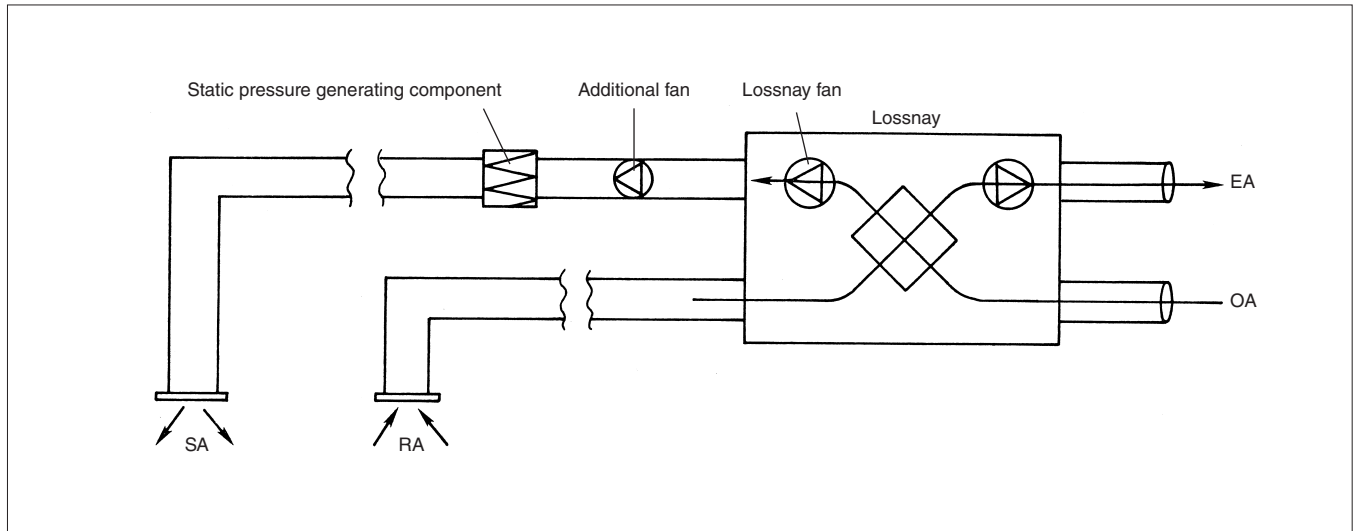 Static pressure generating component
Additional fan
Lossnay fan
Lossnay
EA
OA
SA
RA